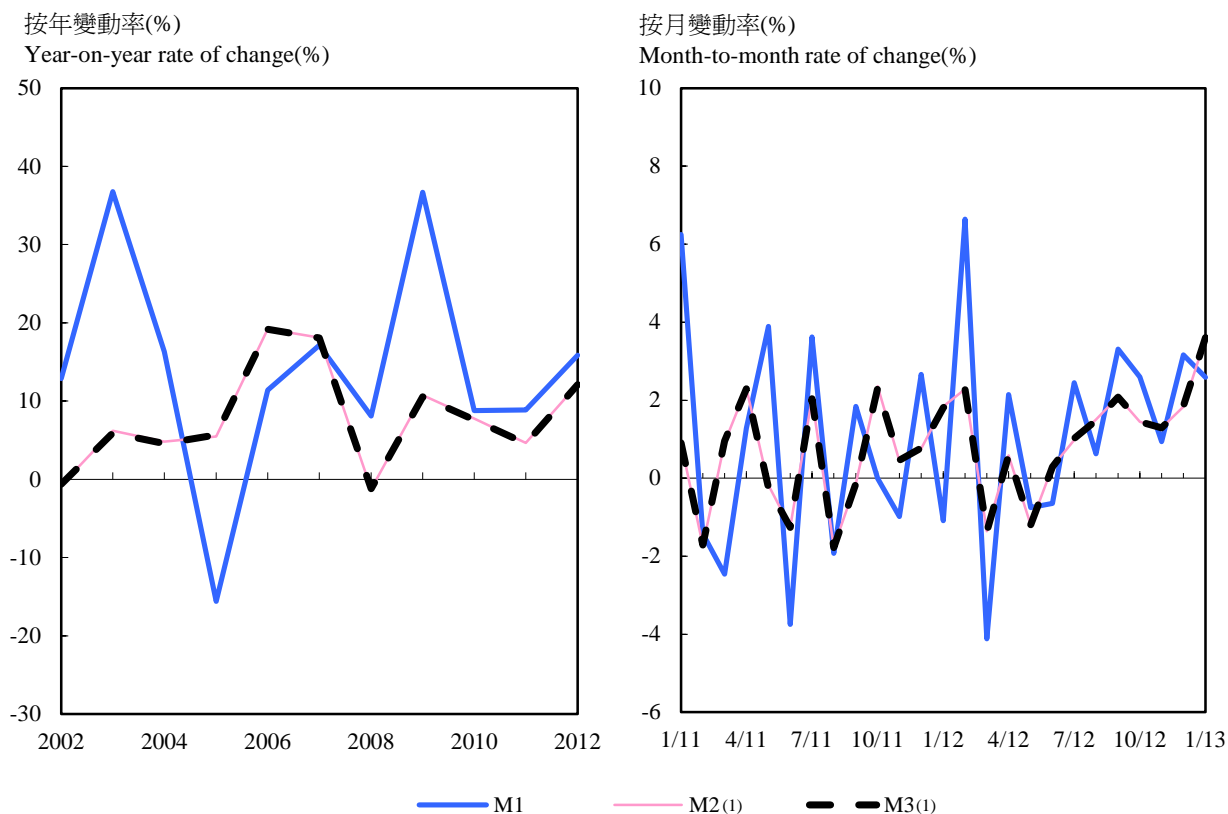 按年變動率(%)
Year-on-year rate of change(%)
50
40
30
20
10
0
-10
-20
-30
2002 2004 2006 2008 2010 2012
按月變動率(%)
Month-to-month rate of change(%)
10
8
6
4
2
0
-2
-4
-6
1/11 4/11 7/11 10/11 1/12 4/12 7/12 10/12 1/13
M1 M2(1) M3(1)